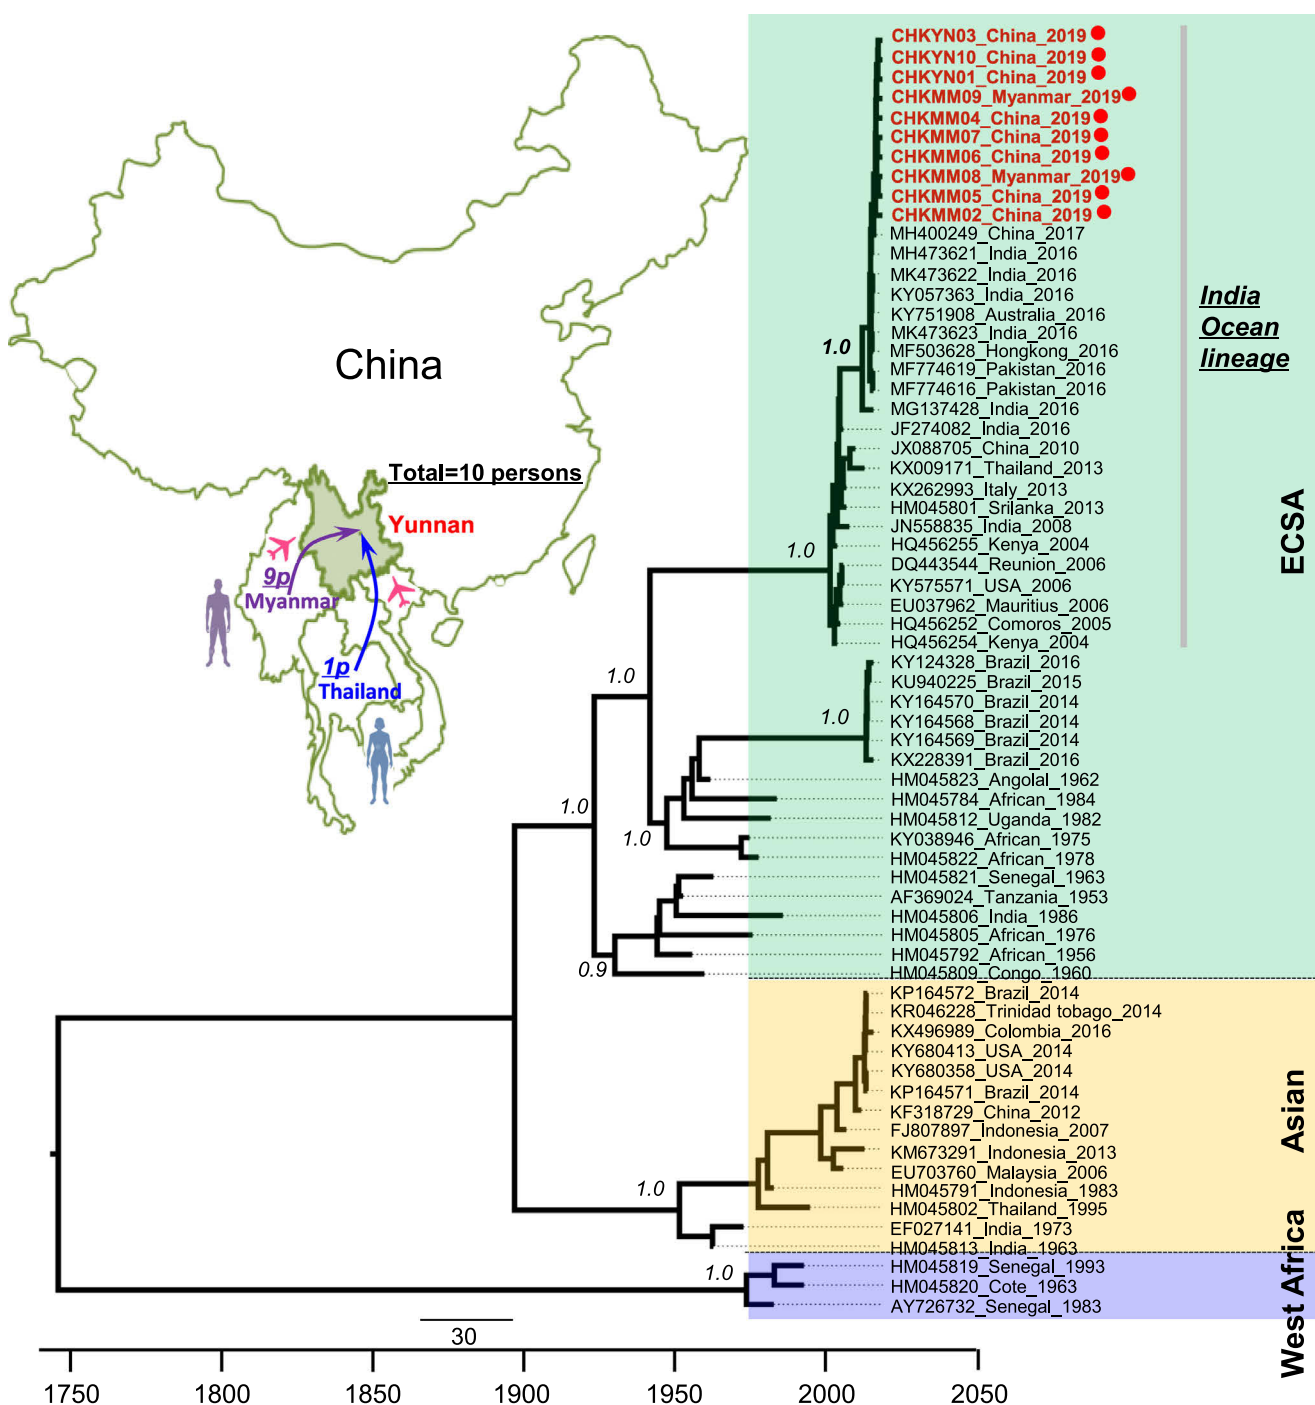 China
Total=10 persons
Yunnan
9p
Myanmar
1p
Thailand
CHKYN03_China_2019
CHKYN10_China_2019
CHKYN01_China_2019
CHKMM09_Myanmar_2019
CHKMM04_China_2019
CHKMM07_China_2019
CHKMM06_China_2019
CHKMM08_Myanmar_2019
CHKMM05_China_2019
CHKMM02_China_2019
MH400249_China_2017
MH473621_India_2016
MK473622_India_2016
KY057363_India_2016
KY751908_Australia_2016
MK473623_India_2016
MF503628_Hongkong_2016
MF774619_Pakistan_2016
MF774616_Pakistan_2016
MG137428_India_2016
JF274082_India_2016
JX088705_China_2010
KX009171_Thailand_2013
KX262993_Italy_2013
HM045801_Srilanka_2013
JN558835_India_2008
HQ456255_Kenya_2004
DQ443544_Reunion_2006
KY575571_USA_2006
EU037962_Mauritius_2006
HQ456252_Comoros_2005
HQ456254_Kenya_2004
KY124328_Brazil_2016
KU940225_Brazil_2015
KY164570_Brazil_2014
KY164568_Brazil_2014
KY164569_Brazil_2014
KX228391_Brazil_2016
HM045823_Angolal_1962
HM045784_African_1984
HM045812_Uganda_1982
KY038946_African_1975
HM045822_African_1978
HM045821_Senegal_1963
AF369024_Tanzania_1953
HM045806_India_1986
HM045805_African_1976
HM045792_African_1956
HM045809_Congo_1960
KP164572_Brazil_2014
KR046228_Trinidad tobago_2014
KX496989_Colombia_2016
KY680413_USA_2014
KY680358_USA_2014
KP164571_Brazil_2014
KF318729_China_2012
FJ807897_Indonesia_2007
KM673291_Indonesia_2013
EU703760_Malaysia_2006
HM045791_Indonesia_1983
HM045802_Thailand_1995
EF027141_India_1973
HM045813_India_1963
HM045819_Senegal_1993
HM045820_Cote_1963
AY726732_Senegal_1983
India
Ocean
lineage
ECSA
Asian
West Africa
1.0
1.0
1.0
1.0
1.0
1.0
0.9
1.0
1.0
30
1750 1800 1850 1900 1950 2000 2050